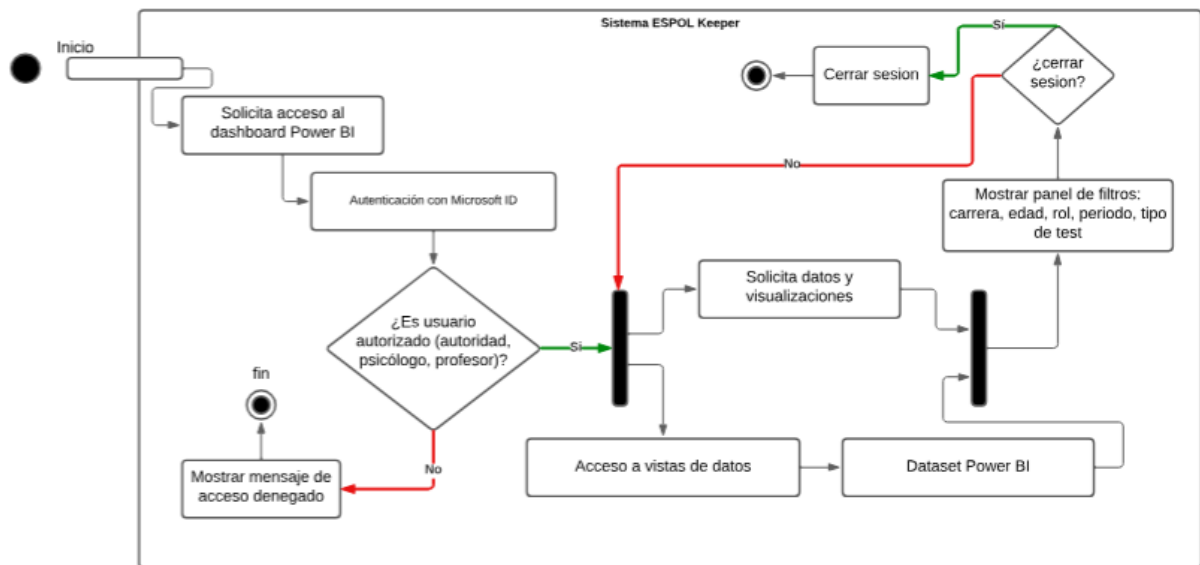 Sistema ESPOL Keeper
Inicio
Solicita acceso al
dashboard Power BI
Autenticación con Microsoft ID
¿Es usuario
autorizado (autoridad,
psicólogo, profesor)?
Si
No
Mostrar mensaje de
acceso denegado
fin
Solicita datos y
visualizaciones
Acceso a vistas de datos
Dataset Power BI
Mostrar panel de filtros:
carrera, edad, rol, periodo, tipo
de test
¿cerrar
sesion?
Sí
No
Cerrar sesion